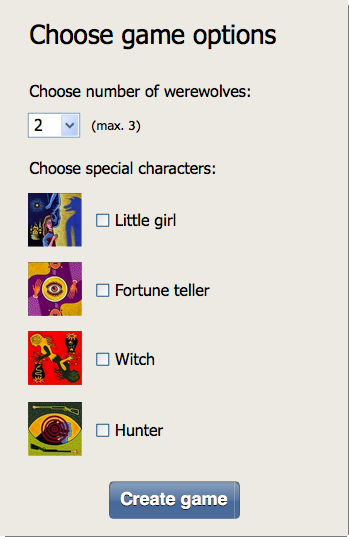 Choose game options
Choose number of werewolves:
2 (max. 3)
Choose special characters:
Little girl
Fortune teller
Witch
Hunter
Create game